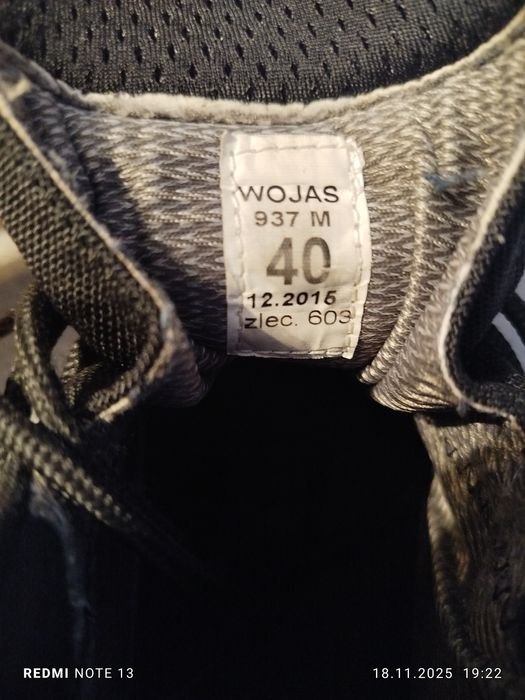 WOJAS
937 M
40
12.2015
zlec. 603
REDMI NOTE 13
18.11.2025 19:22